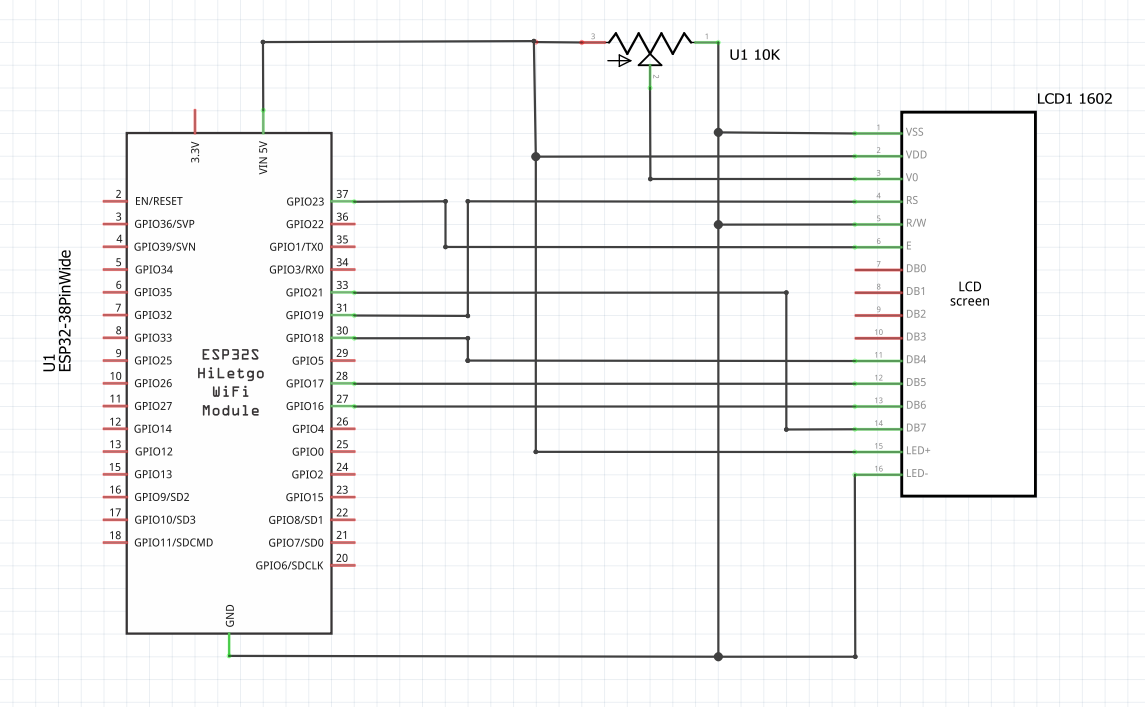 3
1
2
U1 10K
LCD1 1602
3.3V
VIN 5V
U1
ESP32-38PinWide
2 EN/RESET
3 GPIO36/SVP
4 GPIO39/SVN
5 GPIO34
6 GPIO35
7 GPIO32
8 GPIO33
9 GPIO25
10 GPIO26
11 GPIO27
12 GPIO14
13 GPIO12
15 GPIO13
16 GPIO9/SD2
17 GPIO10/SD3
18 GPIO11/SDCMD
ESP32S
HiLetgo
WiFi
Module
GPIO23 37
GPIO22 36
GPIO1/TX0 35
GPIO3/RX0 34
GPIO21 33
GPIO19 31
GPIO18 30
GPIO5 29
GPIO17 28
GPIO16 27
GPIO4 26
GPIO0 25
GPIO2 24
GPIO15 23
GPIO8/SD1 22
GPIO7/SD0 21
GPIO6/SDCLK 20
GND
1 VSS
2 VDD
3 V0
4 RS
5 R/W
6 E
7 DB0
8 DB1
9 DB2
10 DB3
11 DB4
12 DB5
13 DB6
14 DB7
15 LED+
16 LED-
LCD
screen